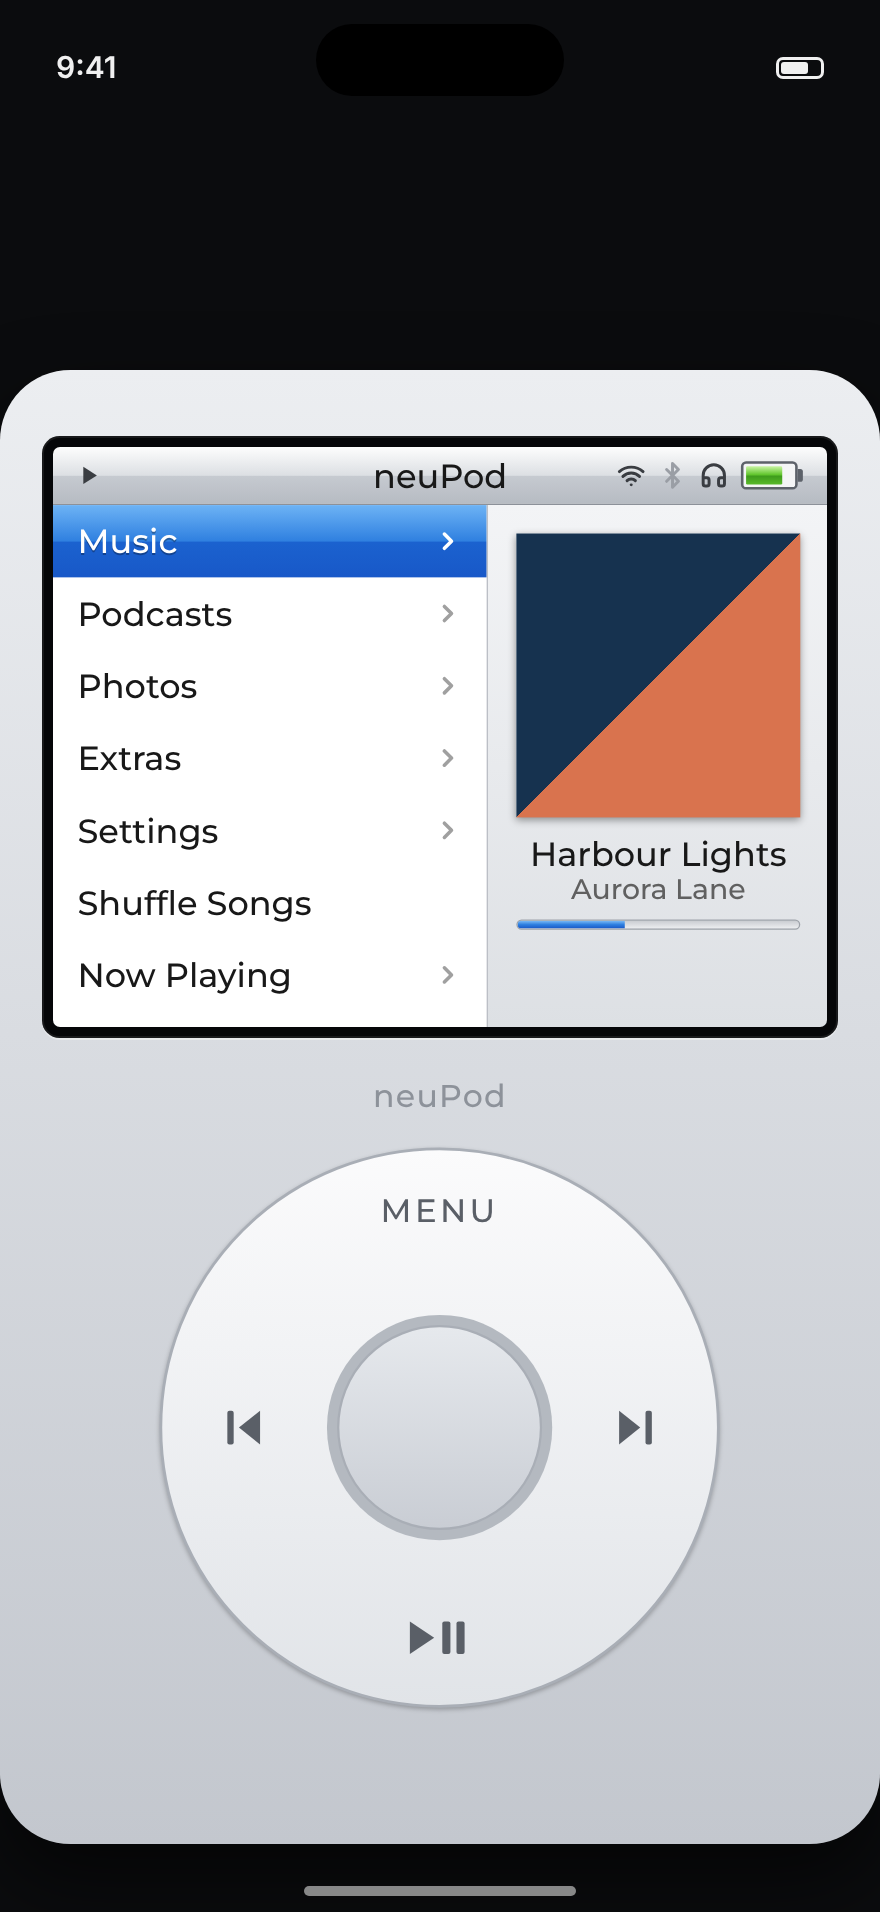 9:41
neuPod
Music
Podcasts
Photos
Extras
Settings
Shuffle Songs
Now Playing
Harbour Lights
Aurora Lane
neuPod
MENU